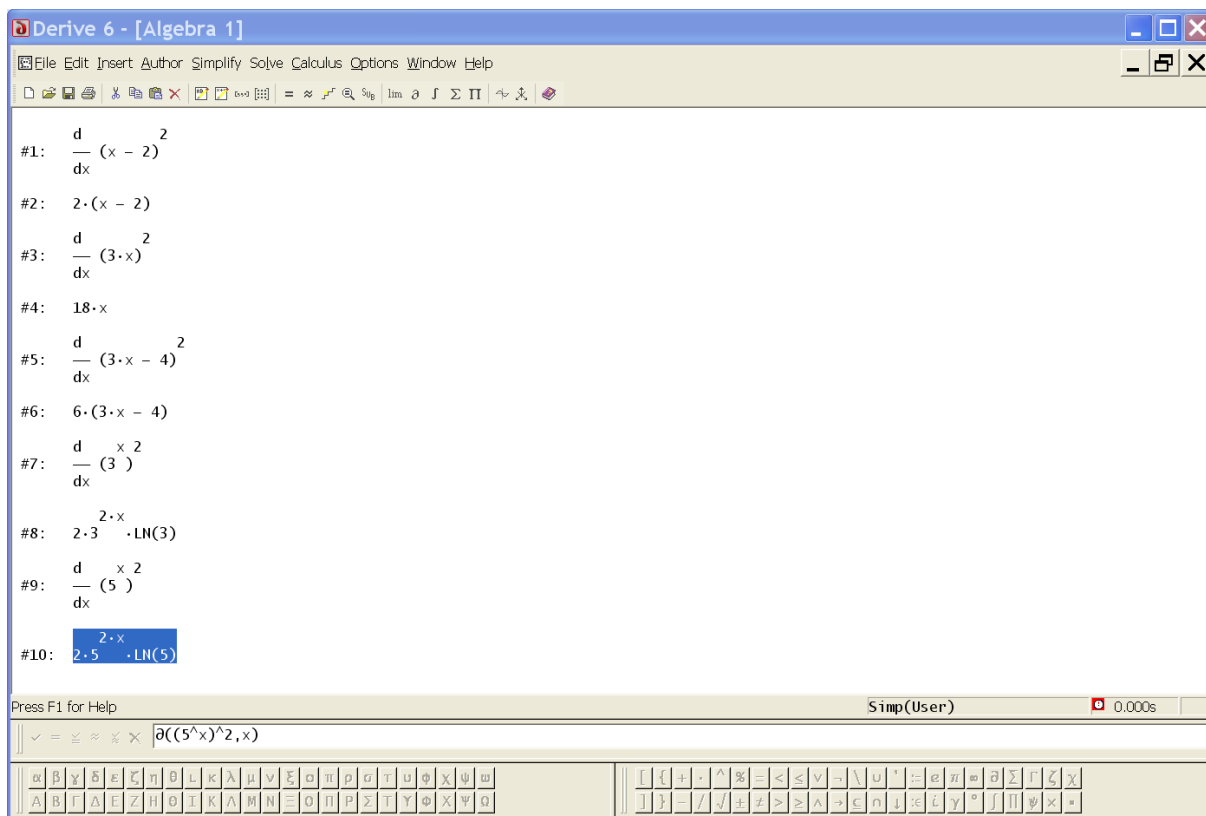 Derive 6 - [Algebra 1]
File Edit Insert Author Simplify Solve Calculus Options Window Help
= ≈ SUB lim ∂ ∫ Σ Π
d 2
#1: — (x - 2)
dx
#2: 2·(x - 2)
d 2
#3: — (3·x)
dx
#4: 18·x
d 2
#5: — (3·x - 4)
dx
#6: 6·(3·x - 4)
d x 2
#7: — (3 )
dx
2·x
#8: 2·3 ·LN(3)
d x 2
#9: — (5 )
dx
2·x
#10: 2·5 ·LN(5)
Press F1 for Help Simp(User) 0.000s
∂((5^x)^2,x)
α β γ δ ε ζ η θ ι κ λ μ ν ξ ο π ρ σ τ υ φ χ ψ ω [ { + · ^ % = < ≤ ∨ ¬ \ ∪ ' := e π ∞ ∂ Σ Γ ζ χ
Α Β Γ Δ Ε Ζ Η Θ Ι Κ Λ Μ Ν Ξ Ο Π Ρ Σ Τ Υ Φ Χ Ψ Ω ] } - / √ ± ≠ > ≥ ∧ → ⊆ ∩ ↓ :∈ i γ ° ∫ Π ψ ×